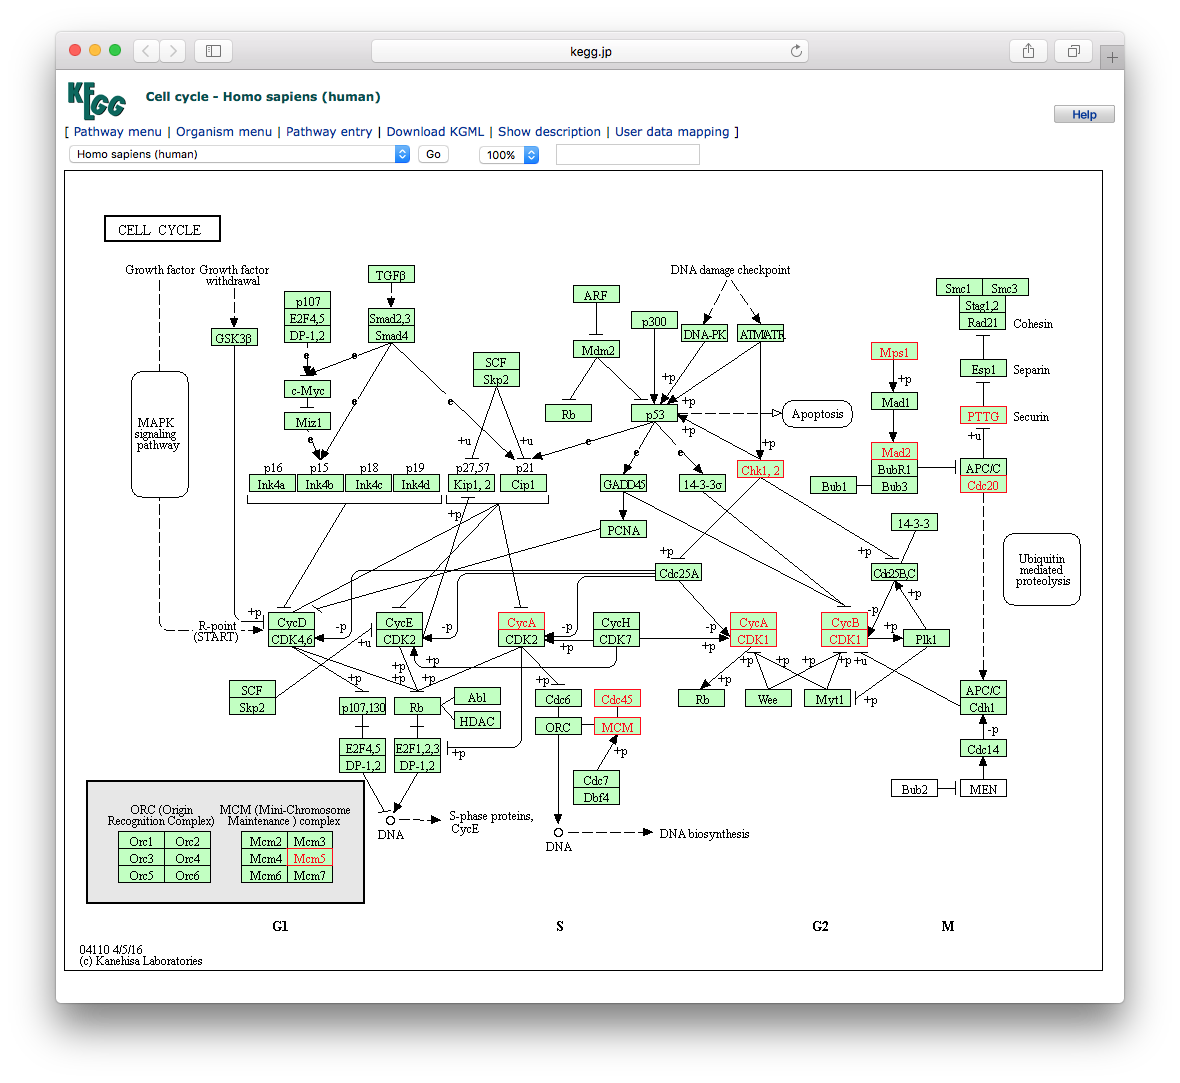 kegg.jp
KEGG
Cell cycle - Homo sapiens (human)
Help
[ Pathway menu | Organism menu | Pathway entry | Download KGML | Show description | User data mapping ]
Homo sapiens (human)
Go
100%
CELL CYCLE
Growth factor
Growth factor
withdrawal
TGFβ
DNA damage checkpoint
Smc1
Smc3
Stag1,2
Rad21
Cohesin
p107
E2F4,5
DP-1,2
Smad2,3
Smad4
GSK3β
ARF
p300
DNA-PK
ATM/ATR
Mdm2
Mps1
+p
Esp1
Separin
e
e
SCF
Skp2
c-Myc
Miz1
MAPK
signaling
pathway
e
e
Rb
+p
+p
p53
+p
Apoptosis
Mad1
PTTG
Securin
+u
+u
+u
e
e
e
+p
Mad2
BubR1
Bub3
Bub1
APC/C
Cdc20
p16
p15
p18
p19
p27,57
p21
Ink4a
Ink4b
Ink4c
Ink4d
Kip1, 2
Cip1
GADD45
14-3-3σ
Chk1, 2
+p
PCNA
14-3-3
+p
+p
Cdc25A
Cdc25B,C
+p
Ubiquitin
mediated
proteolysis
R-point
(START)
+p
CycD
CDK4,6
-p
+u
CycE
CDK2
-p
CycA
CDK2
-p
+p
CycH
CDK7
-p
+p
CycA
CDK1
CycB
CDK1
-p
+p
Plk1
SCF
Skp2
+p
+p
+p
+p
+p
+p
+p
+p
+p
+u
+p
p107,130
Rb
Abl
HDAC
Cdc6
ORC
Cdc45
MCM
+p
Rb
Wee
Myt1
APC/C
Cdh1
-p
Cdc14
E2F4,5
DP-1,2
E2F1,2,3
DP-1,2
+p
Cdc7
Dbf4
Bub2
MEN
DNA
S-phase proteins,
CycE
DNA
DNA biosynthesis
ORC (Origin
Recognition Complex)
MCM (Mini-Chromosome
Maintenance ) complex
Orc1
Orc2
Mcm2
Mcm3
Orc3
Orc4
Mcm4
Mcm5
Orc5
Orc6
Mcm6
Mcm7
G1
S
G2
M
04110 4/5/16
(c) Kanehisa Laboratories